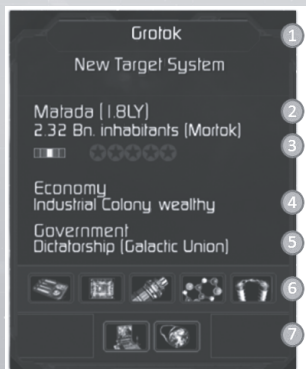 Grotok
1
New Target System
Matada (1.8LY)
2
2.32 Bn. inhabitants (Mortok)
3
Economy
Industrial Colony wealthy
4
Government
Dictatorship (Galactic Union)
5
6
7